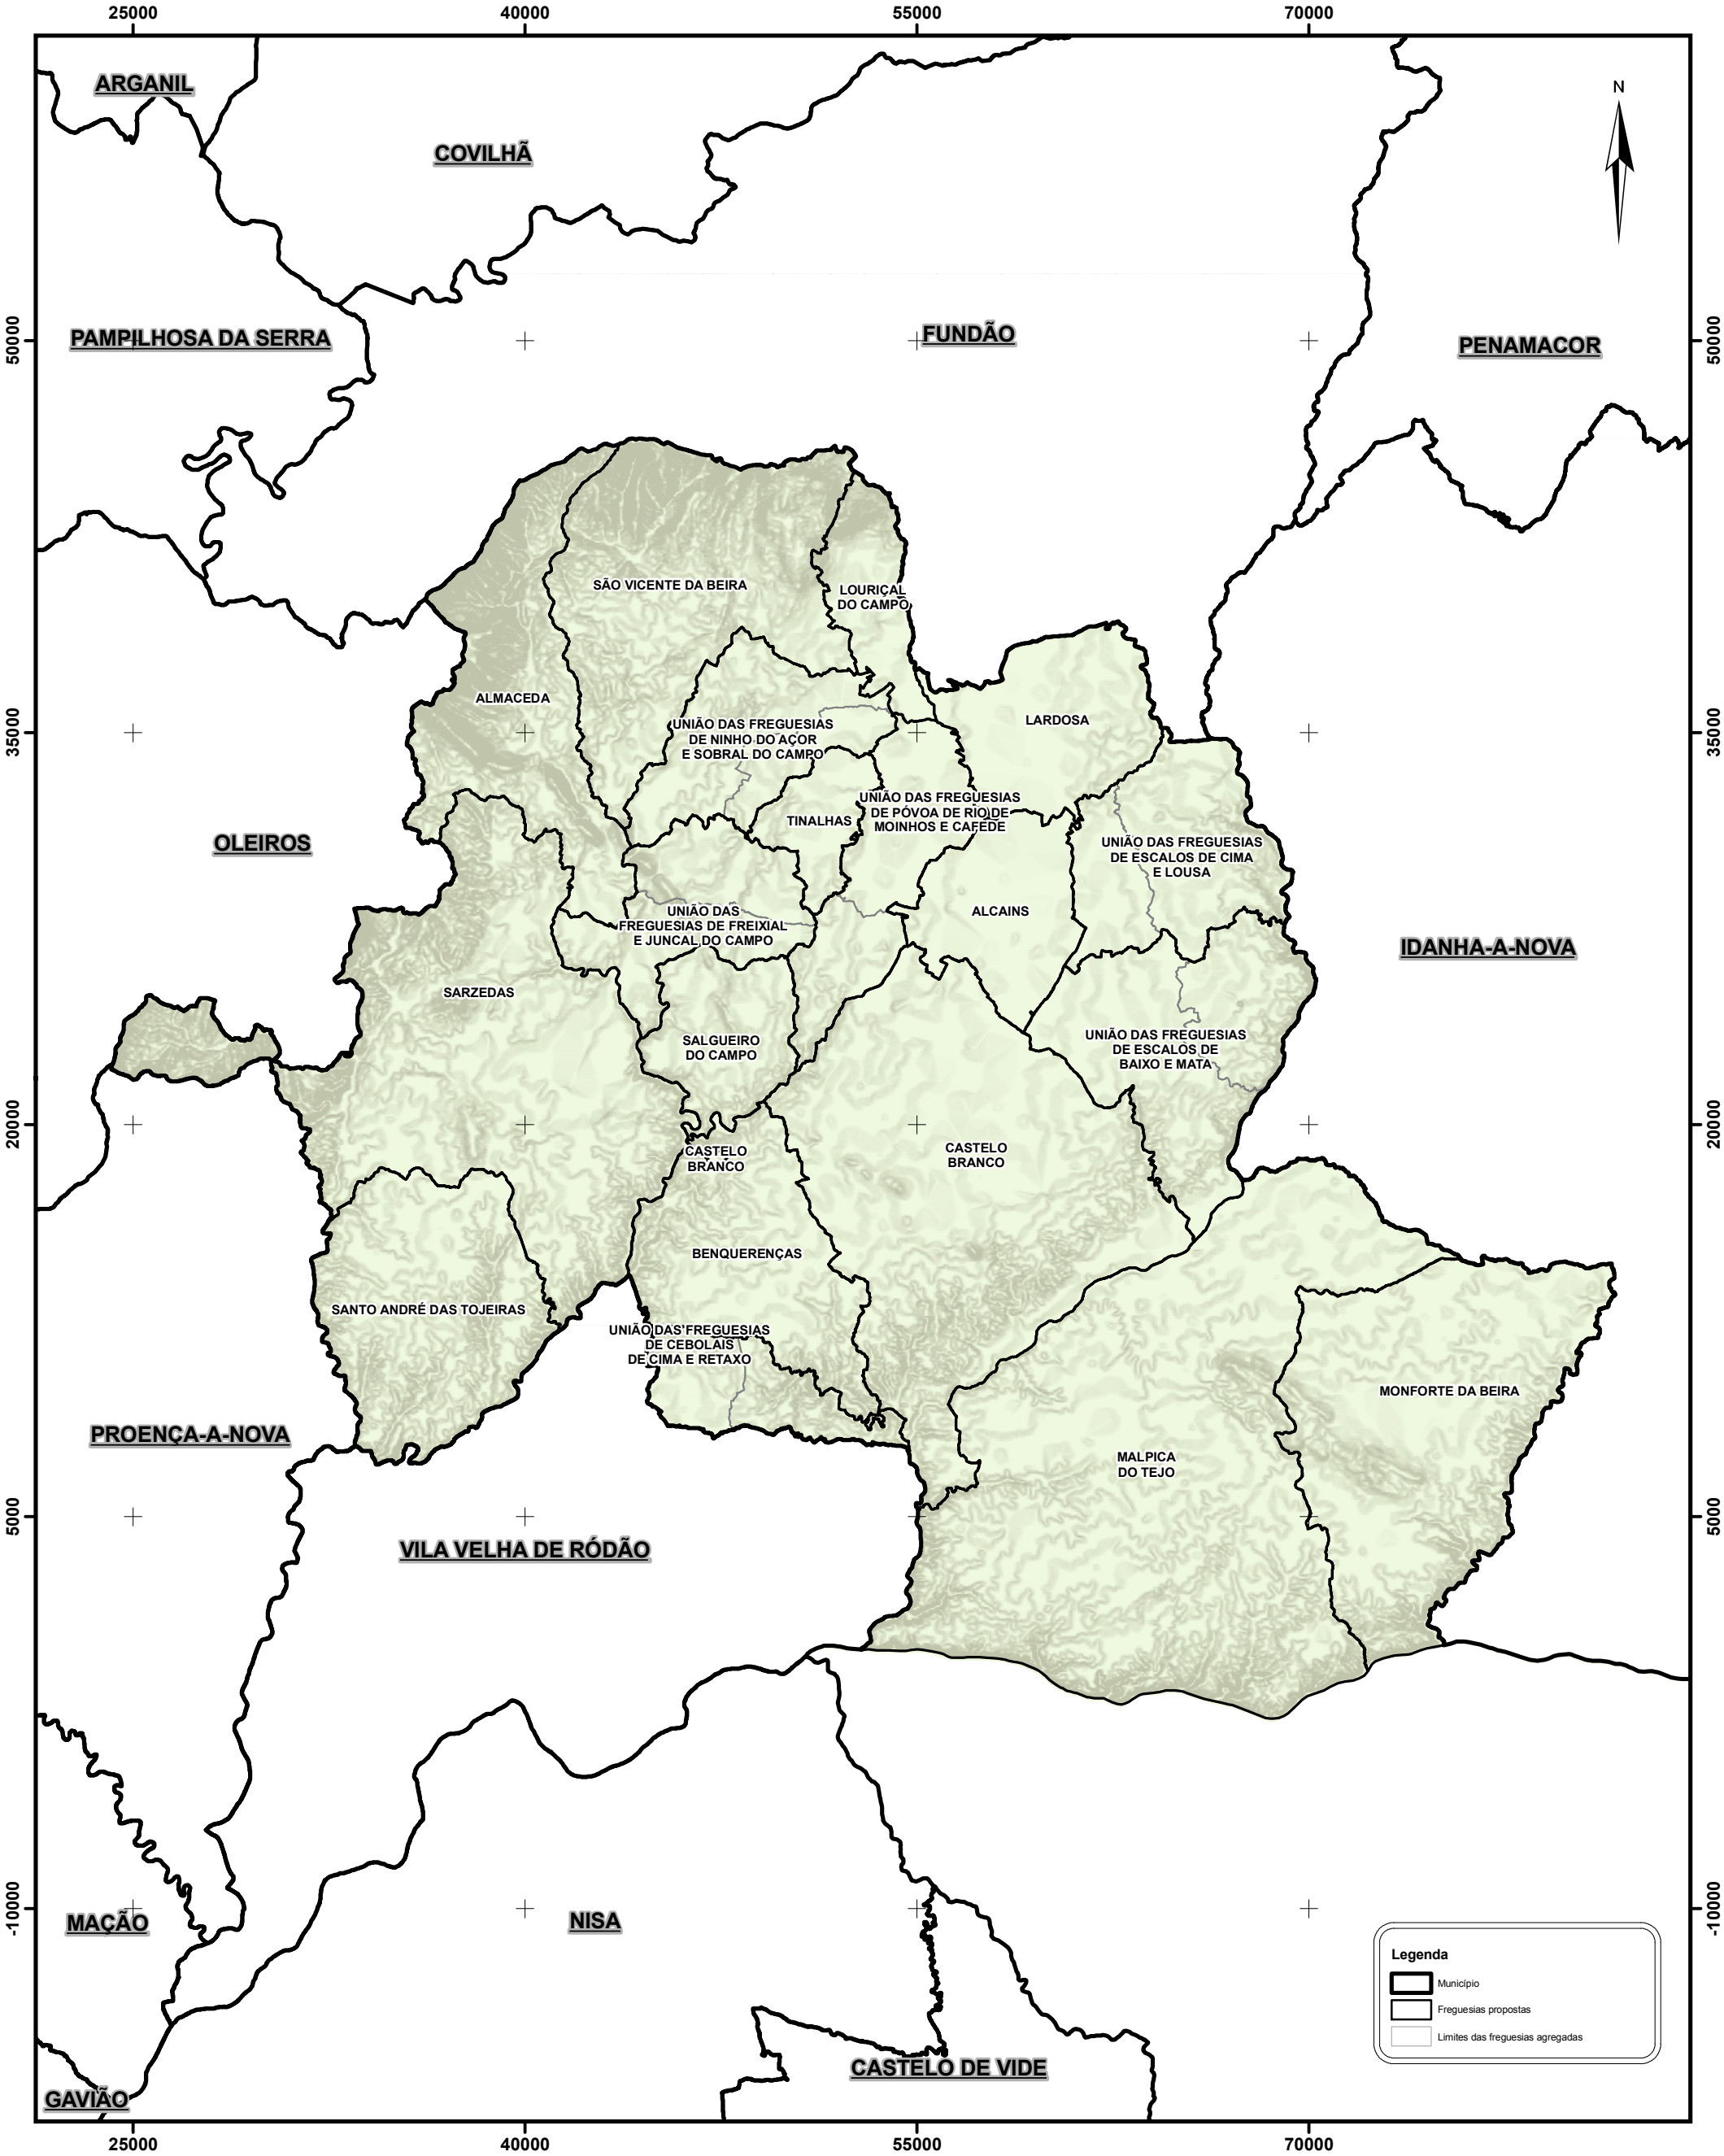 25000
40000
55000
70000
ARGANIL
N
COVILHÃ
50000
PAMPILHOSA DA SERRA
FUNDÃO
PENAMACOR
50000
SÃO VICENTE DA BEIRA
LOURIÇAL
DO CAMPO
ALMACEDA
35000
UNIÃO DAS FREGUESIAS
DE NINHO DO AÇOR
E SOBRAL DO CAMPO
LARDOSA
35000
TINALHAS
UNIÃO DAS FREGUESIAS
DE PÓVOA DE RIO DE
MOINHOS E CAFEDE
OLEIROS
UNIÃO DAS FREGUESIAS
DE ESCALOS DE CIMA
E LOUSA
UNIÃO DAS
FREGUESIAS DE FREIXIAL
E JUNCAL DO CAMPO
ALCAINS
IDANHA-A-NOVA
SARZEDAS
SALGUEIRO
DO CAMPO
UNIÃO DAS FREGUESIAS
DE ESCALOS DE
BAIXO E MATA
20000
CASTELO
BRANCO
CASTELO
BRANCO
20000
BENQUERENÇAS
SANTO ANDRÉ DAS TOJEIRAS
UNIÃO DAS FREGUESIAS
DE CEBOLAIS
DE CIMA E RETAXO
MONFORTE DA BEIRA
PROENÇA-A-NOVA
MALPICA
DO TEJO
5000
VILA VELHA DE RÓDÃO
5000
-10000
MAÇÃO
NISA
-10000
Legenda
Município
Freguesias propostas
Limites das freguesias agregadas
CASTELO DE VIDE
GAVIÃO
25000
40000
55000
70000